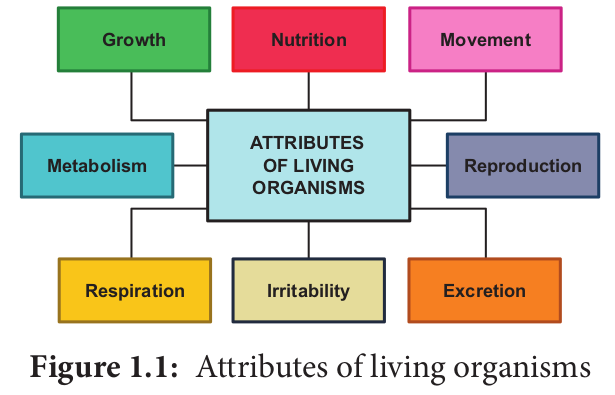 Growth
Nutrition
Movement
ATTRIBUTES
OF LIVING
ORGANISMS
Metabolism
Reproduction
Respiration
Irritability
Excretion
Figure 1.1: Attributes of living organisms